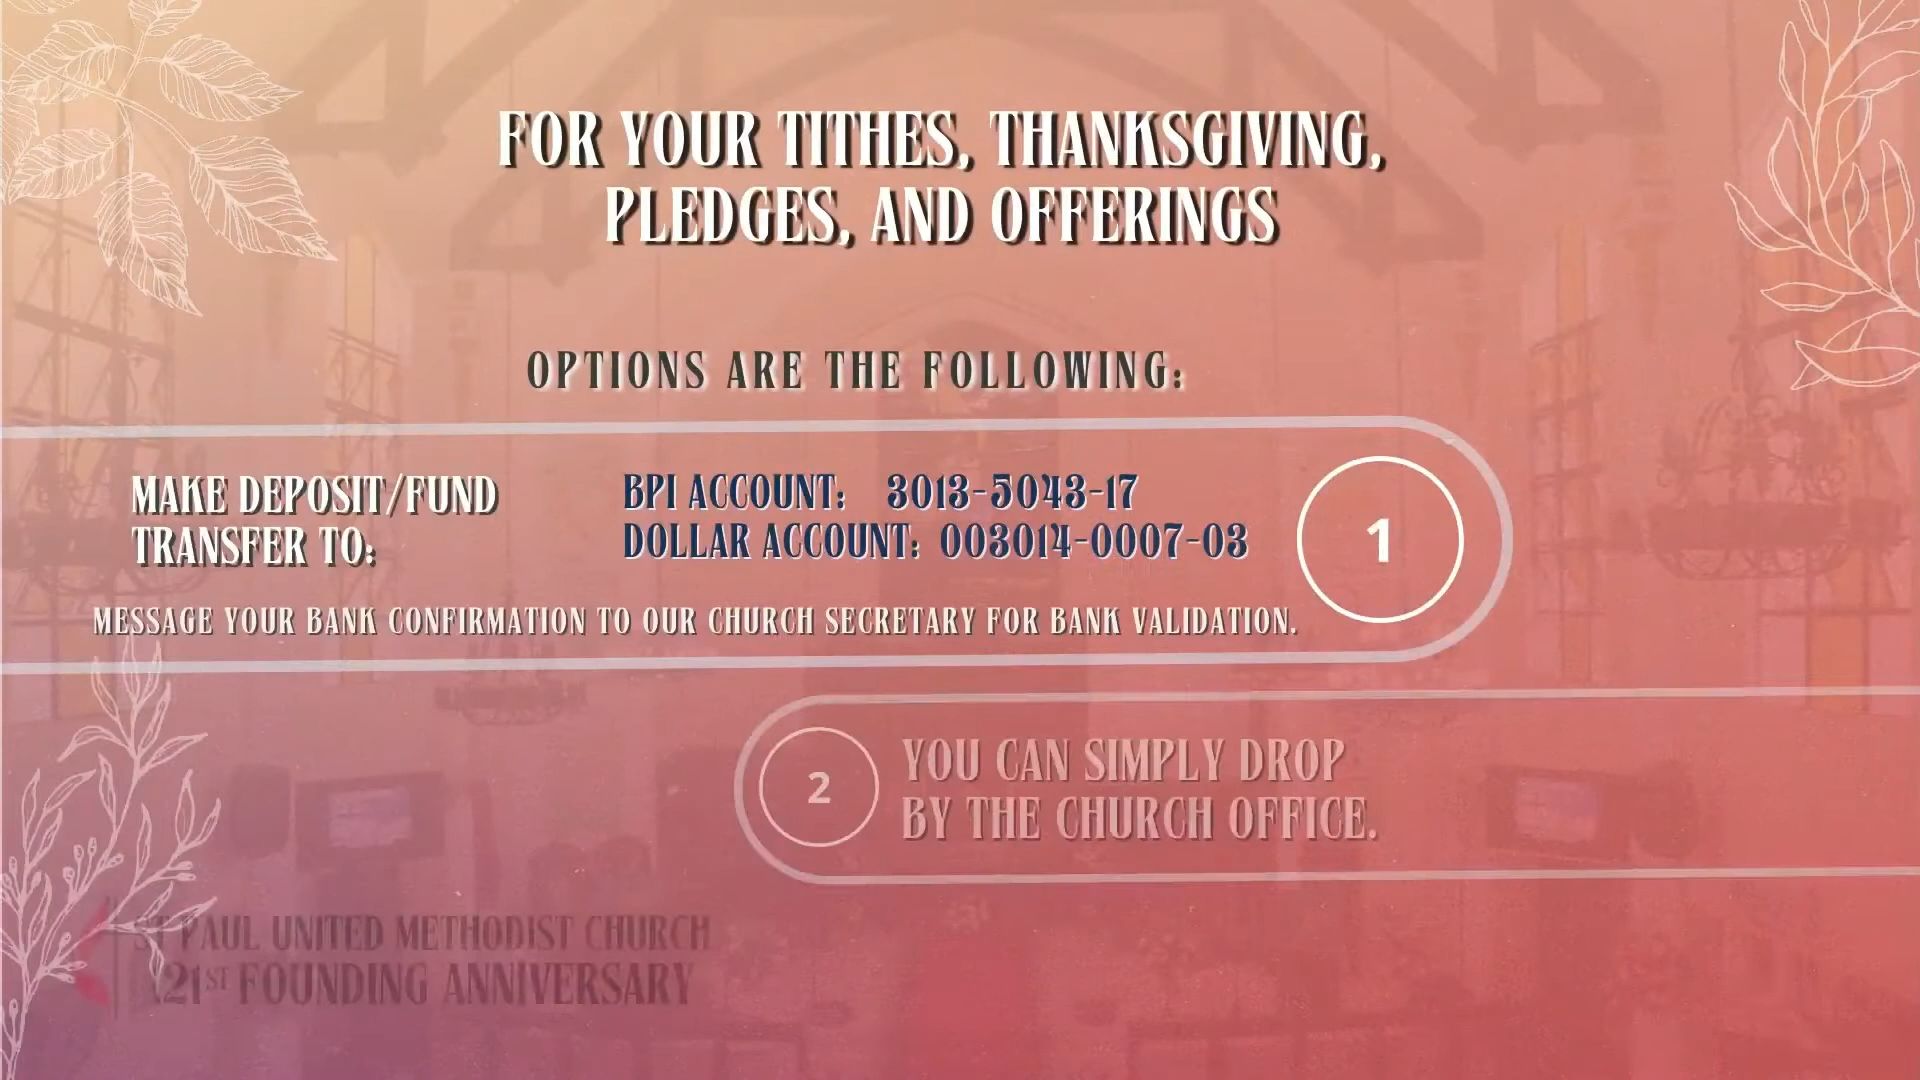 FOR YOUR TITHES, THANKSGIVING,
PLEDGES, AND OFFERINGS
OPTIONS ARE THE FOLLOWING:
MAKE DEPOSIT/FUND
TRANSFER TO:
BPI ACCOUNT: 3013-5043-17
DOLLAR ACCOUNT: 003014-0007-03
1
MESSAGE YOUR BANK CONFIRMATION TO OUR CHURCH SECRETARY FOR BANK VALIDATION.
2
YOU CAN SIMPLY DROP
BY THE CHURCH OFFICE.
ST PAUL UNITED METHODIST CHURCH
121ST FOUNDING ANNIVERSARY